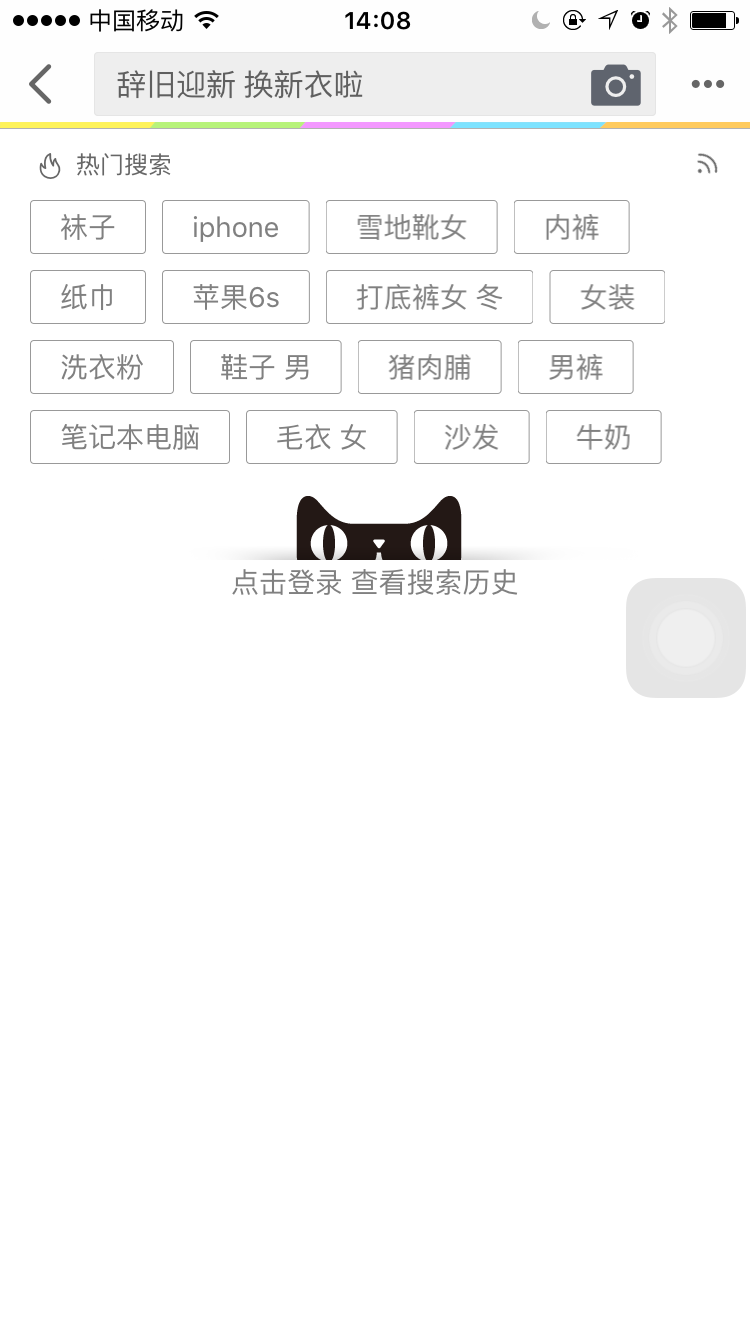 中国移动 14:08
辞旧迎新 换新衣啦
热门搜索
袜子 iphone 雪地靴女 内裤
纸巾 苹果6s 打底裤女 冬 女装
洗衣粉 鞋子 男 猪肉脯 男裤
笔记本电脑 毛衣 女 沙发 牛奶
点击登录 查看搜索历史